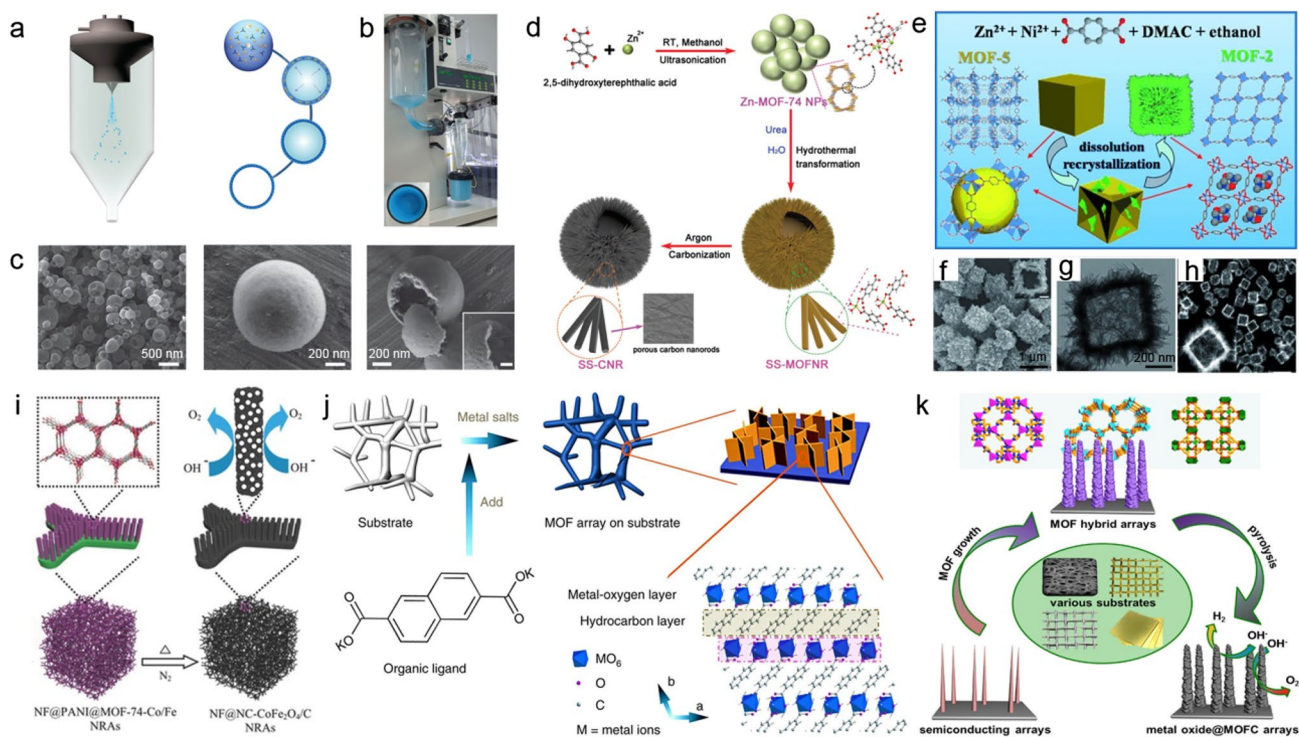 a
b
c
500 nm
200 nm
200 nm
d
Zn2+
RT, Methanol
Ultrasonication
2,5-dihydroxyterephthalic acid
Zn-MOF-74 NPs
Urea
H2O
Hydrothermal
transformation
Argon
Carbonization
porous carbon nanorods
SS-CNR
SS-MOFNR
e
Zn2+ + Ni2+ + + DMAC + ethanol
MOF-5
MOF-2
dissolution
recrystallization
f
g
h
1 μm
200 nm
i
O2
O2
OH-
OH-
△
N2
NF@PANI@MOF-74-Co/Fe
NRAs
NF@NC-CoFe2O4/C
NRAs
j
Metal salts
Add
Substrate
MOF array on substrate
OK
O
O
KO
Organic ligand
Metal-oxygen layer
Hydrocarbon layer
MO6
O
C
M = metal ions
b
a
k
MOF hybrid arrays
MOF growth
pyrolysis
various substrates
H2
OH-
OH-
O2
semiconducting arrays
metal oxide@MOFC arrays